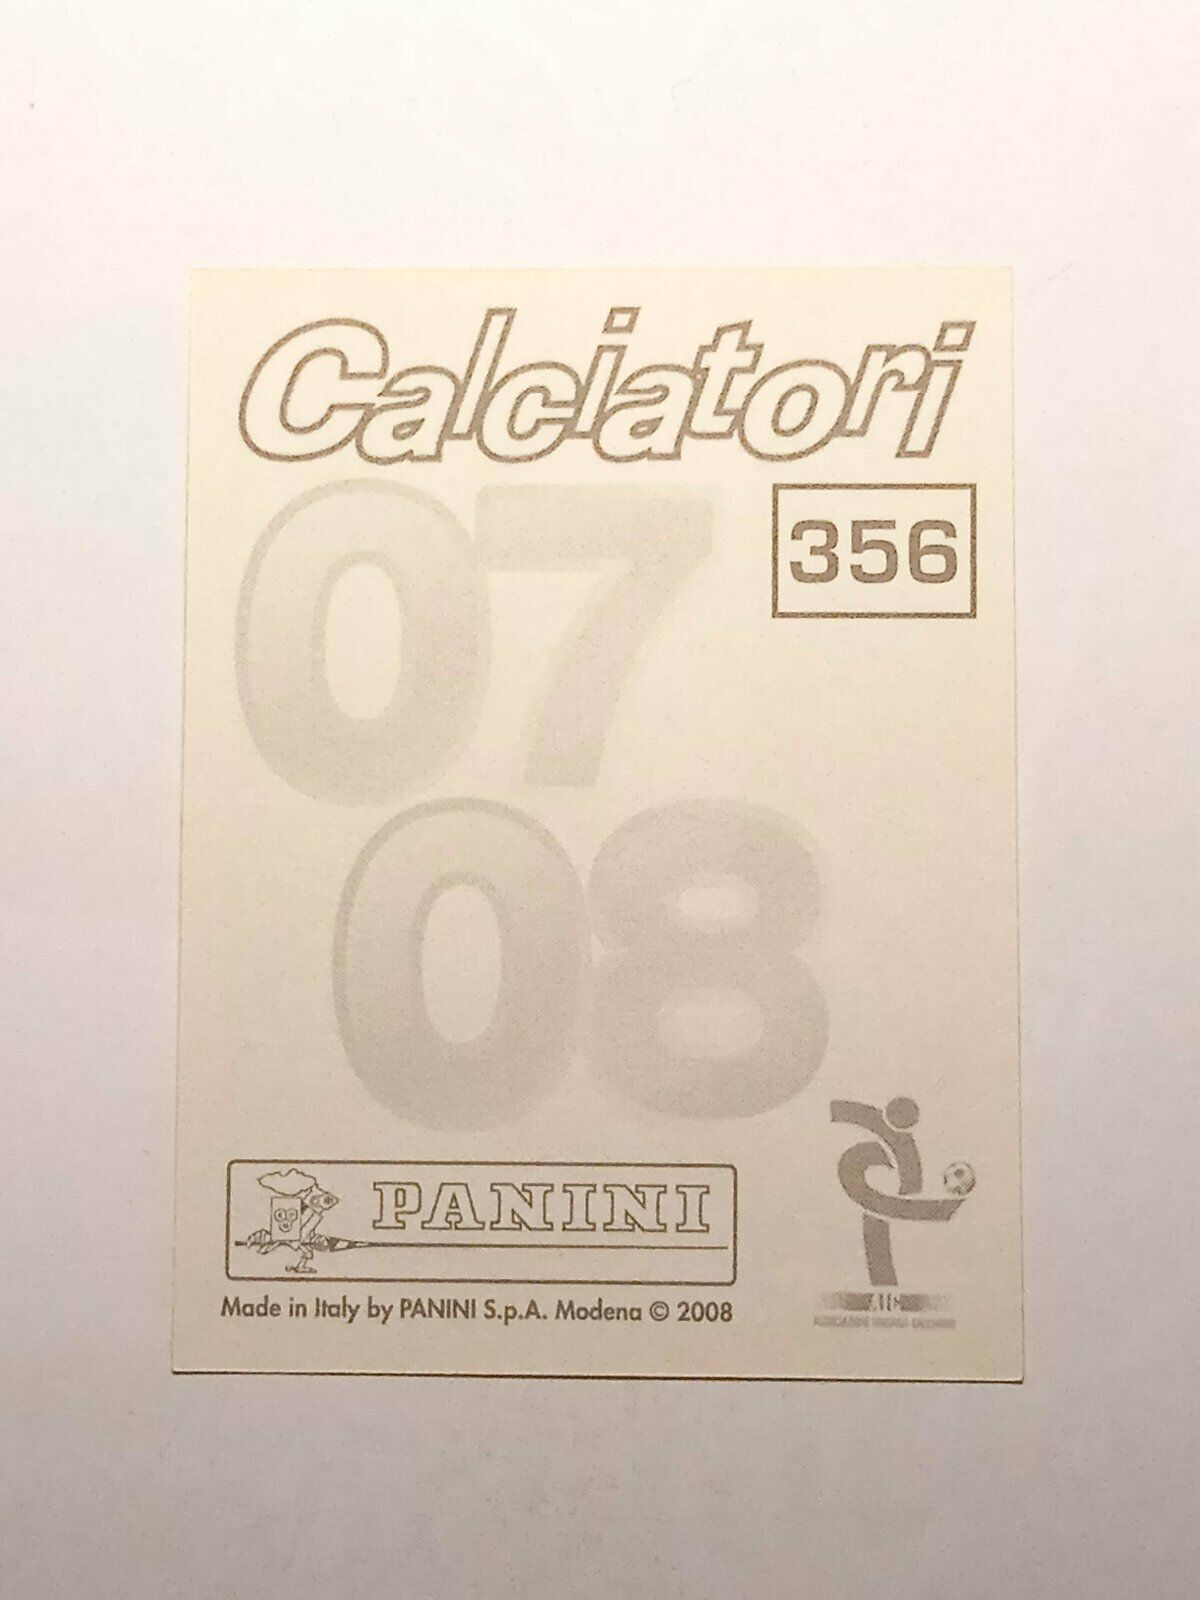 Calciatori
07
356
08
PANINI
Made in Italy by PANINI S.p.A. Modena © 2008